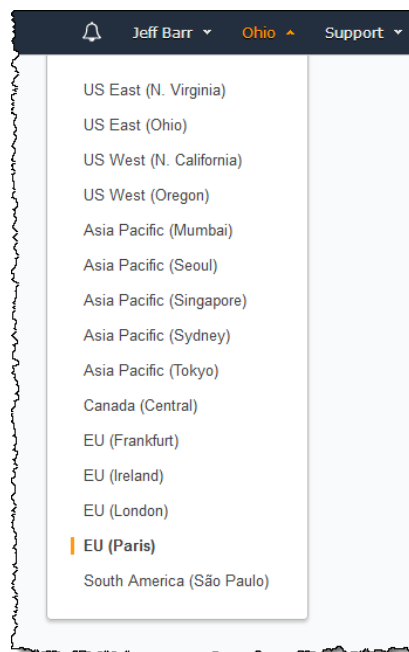 Jeff Barr Ohio Support
US East (N. Virginia)
US East (Ohio)
US West (N. California)
US West (Oregon)
Asia Pacific (Mumbai)
Asia Pacific (Seoul)
Asia Pacific (Singapore)
Asia Pacific (Sydney)
Asia Pacific (Tokyo)
Canada (Central)
EU (Frankfurt)
EU (Ireland)
EU (London)
EU (Paris)
South America (São Paulo)